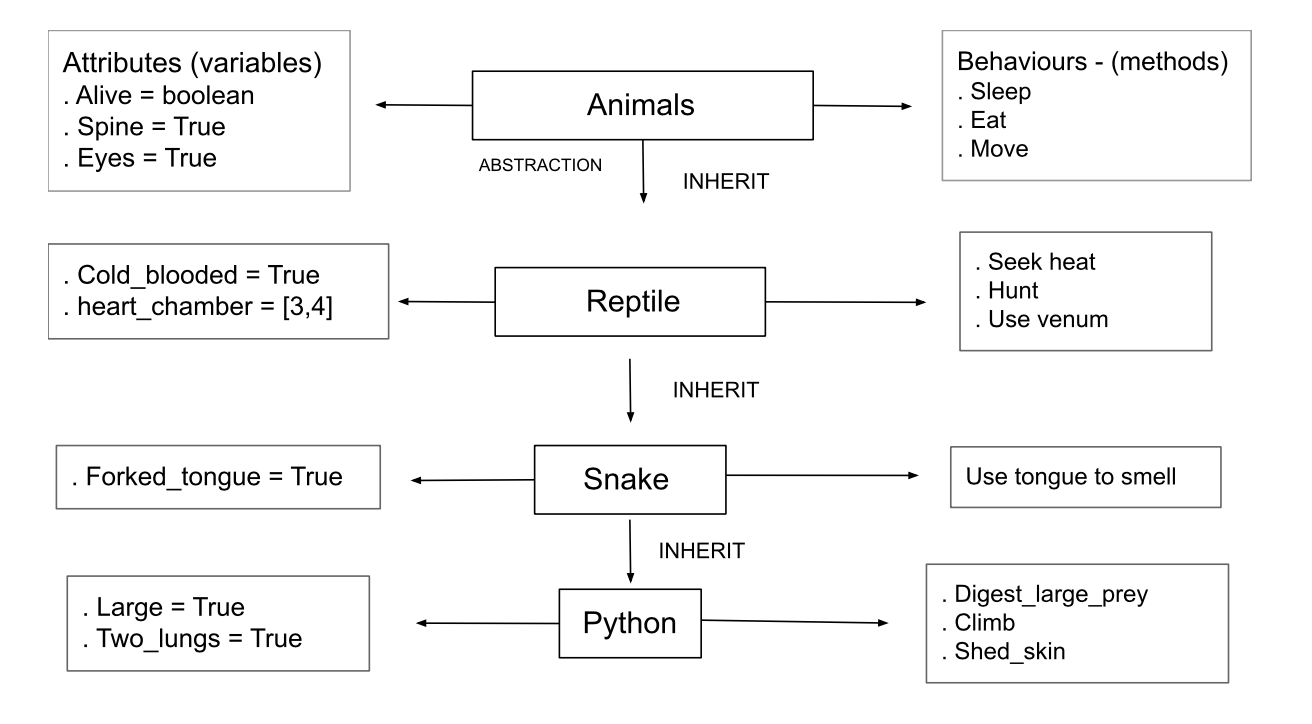 Attributes (variables)
. Alive = boolean
. Spine = True
. Eyes = True
Animals
Behaviours - (methods)
. Sleep
. Eat
. Move
ABSTRACTION
INHERIT
. Cold_blooded = True
. heart_chamber = [3,4]
Reptile
. Seek heat
. Hunt
. Use venum
INHERIT
. Forked_tongue = True
Snake
Use tongue to smell
INHERIT
. Large = True
. Two_lungs = True
Python
. Digest_large_prey
. Climb
. Shed_skin